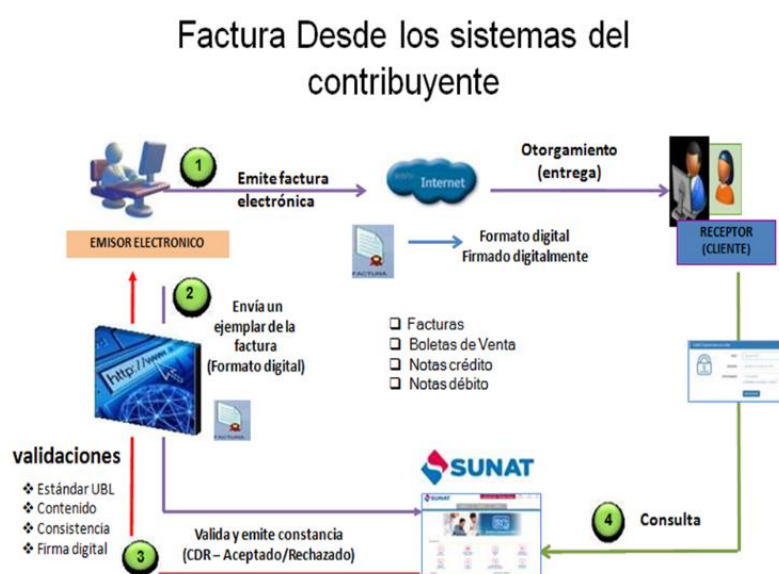 Factura Desde los sistemas del
contribuyente
1
Emite factura
electrónica
Internet
Otorgamiento
(entrega)
EMISOR ELECTRONICO
FACTURA
Formato digital
Firmado digitalmente
RECEPTOR
(CLIENTE)
2
Envía un
ejemplar de la
factura
(Formato digital)
http://www.
FACTURA
❑ Facturas
❑ Boletas de Venta
❑ Notas crédito
❑ Notas débito
validaciones
❖ Estándar UBL
❖ Contenido
❖ Consistencia
❖ Firma digital
SUNAT
SUNAT
3
Valida y emite constancia
(CDR – Aceptado/Rechazado)
4
Consulta